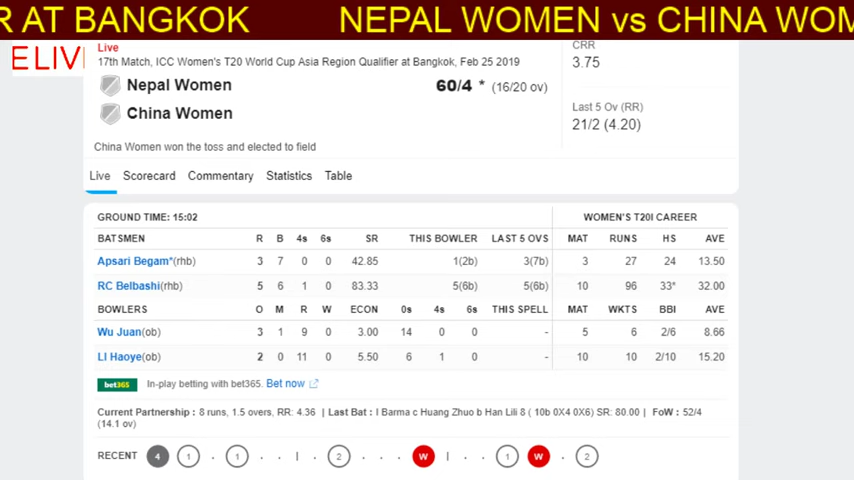 R AT BANGKOK NEPAL WOMEN vs CHINA WOM
ELIV
Live
17th Match, ICC Women's T20 World Cup Asia Region Qualifier at Bangkok, Feb 25 2019
CRR
3.75
Nepal Women 60/4 * (16/20 ov)
China Women
Last 5 Ov (RR)
21/2 (4.20)
China Women won the toss and elected to field
Live Scorecard Commentary Statistics Table
GROUND TIME: 15:02 WOMEN'S T20I CAREER
BATSMEN R B 4s 6s SR THIS BOWLER LAST 5 OVS MAT RUNS HS AVE
Apsari Begam*(rhb) 3 7 0 0 42.85 1(2b) 3(7b) 3 27 24 13.50
RC Belbashi(rhb) 5 6 1 0 83.33 5(6b) 5(6b) 10 96 33* 32.00
BOWLERS O M R W ECON 0s 4s 6s THIS SPELL MAT WKTS BBI AVE
Wu Juan(ob) 3 1 9 0 3.00 14 0 0 - 5 6 2/6 8.66
LI Haoye(ob) 2 0 11 0 5.50 6 1 0 - 10 10 2/10 15.20
bet365 In-play betting with bet365. Bet now
Current Partnership : 8 runs, 1.5 overs, RR: 4.36 | Last Bat : I Barma c Huang Zhuo b Han Lili 8 ( 10b 0X4 0X6) SR: 80.00 | FoW : 52/4
(14.1 ov)
RECENT 4 1 . 1 . . | . 2 . . . W | . 1 W . 2